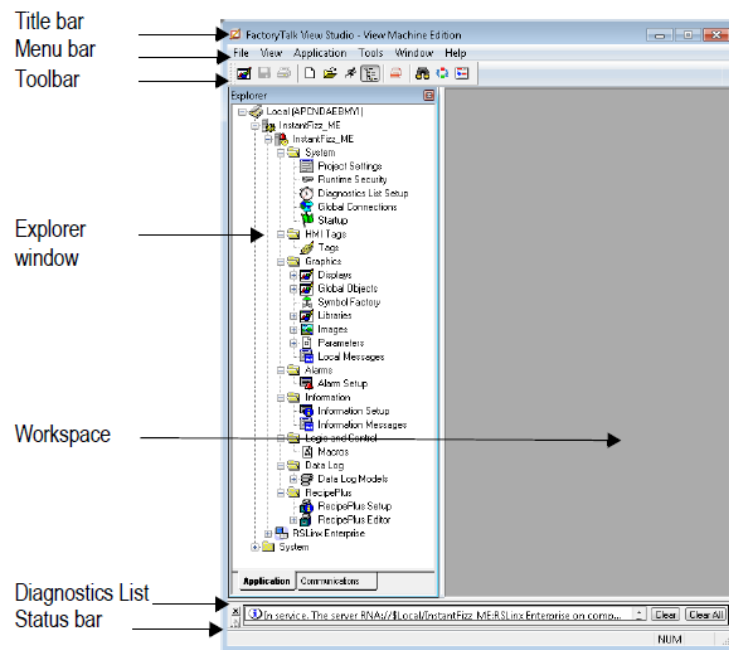 Title bar
Menu bar
Toolbar
Explorer window
Workspace
Diagnostics List
Status bar
FactoryTalk View Studio - View Machine Edition
File View Application Tools Window Help
Explorer
Local (APCNDAEBMYI)
InstantFizz_ME
InstantFizz_ME
System
Project Settings
Runtime Security
Diagnostics List Setup
Global Connections
Startup
HMI Tags
Tags
Graphics
Displays
Global Objects
Symbol Factory
Libraries
Images
Parameters
Local Messages
Alarms
Alarm Setup
Information
Information Setup
Information Messages
Logic and Control
Macros
Data Log
Data Log Models
RecipePlus
RecipePlus Setup
RecipePlus Editor
RSLinx Enterprise
System
Application Communications
In service. The server RNA://$Local/InstantFizz_ME:RSLinx Enterprise on comp... Clear Clear All
NUM